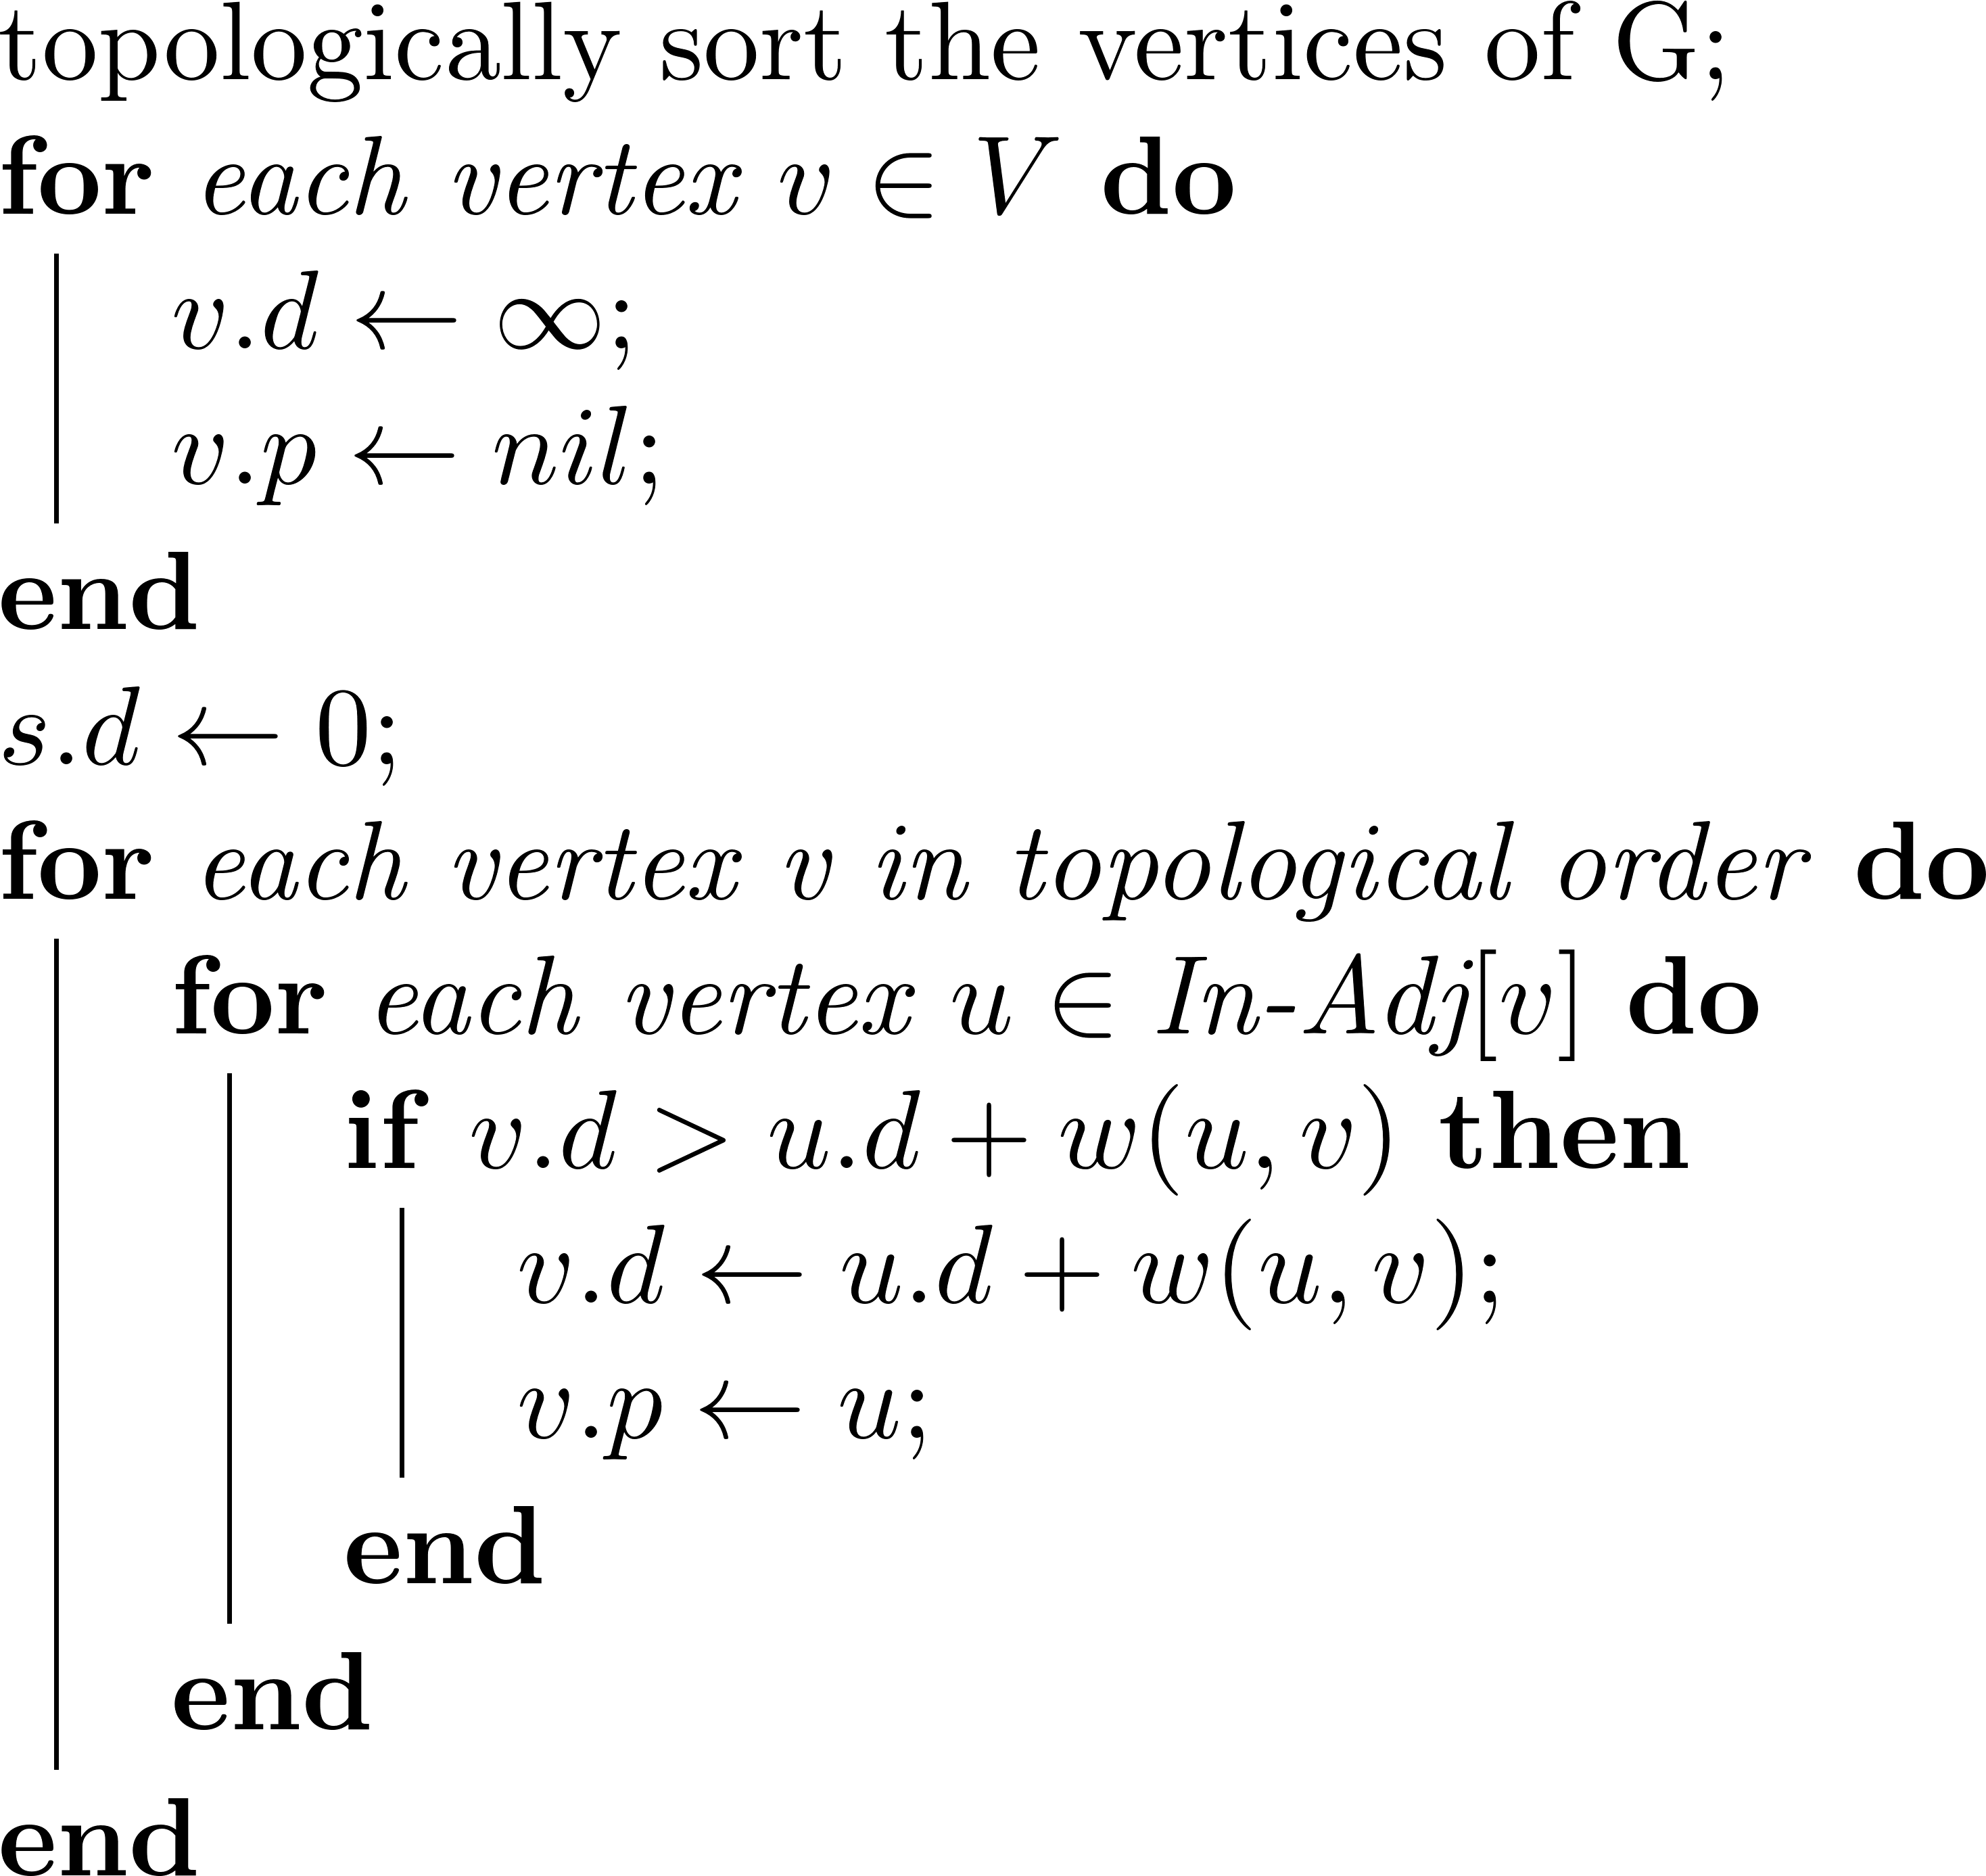 topologically sort the vertices of G;
for each vertex v ∈ V do
v.d ← ∞;
v.p ← nil;
end
s.d ← 0;
for each vertex v in topological order do
for each vertex u ∈ In-Adj[v] do
if v.d > u.d + w(u, v) then
v.d ← u.d + w(u, v);
v.p ← u;
end
end
end